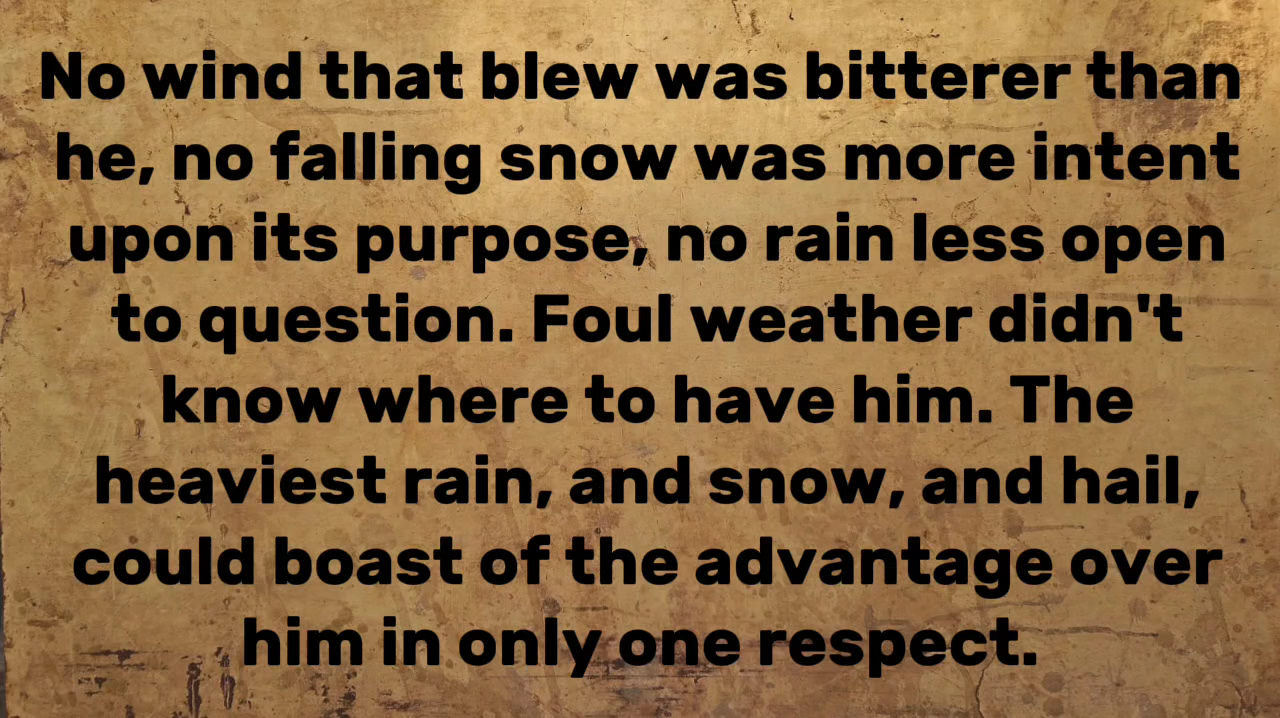 No wind that blew was bitterer than
he, no falling snow was more intent
upon its purpose, no rain less open
to question. Foul weather didn't
know where to have him. The
heaviest rain, and snow, and hail,
could boast of the advantage over
him in only one respect.